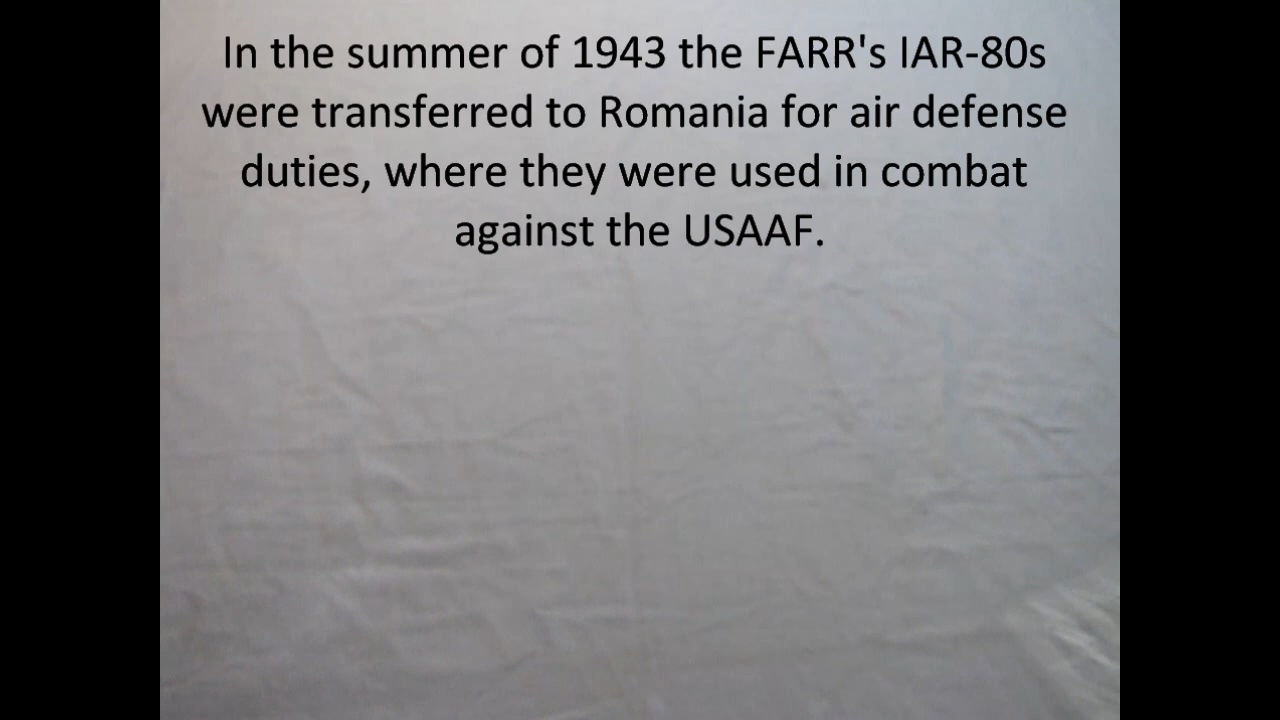 In the summer of 1943 the FARR's IAR-80s
were transferred to Romania for air defense
duties, where they were used in combat
against the USAAF.